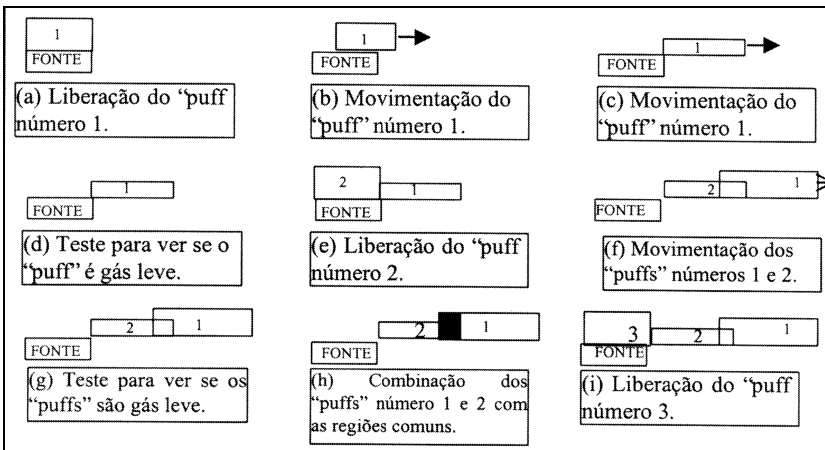 1
FONTE
(a) Liberação do “puff
número 1.
1
FONTE
(b) Movimentação do
“puff” número 1.
1
FONTE
(c) Movimentação do
“puff” número 1.
1
FONTE
(d) Teste para ver se o
“puff” é gás leve.
2
1
FONTE
(e) Liberação do “puff
número 2.
2
1
FONTE
(f) Movimentação dos
“puffs” números 1 e 2.
2
1
FONTE
(g) Teste para ver se os
“puffs” são gás leve.
2
1
FONTE
(h) Combinação dos
“puffs” número 1 e 2 com
as regiões comuns.
3
2
1
FONTE
(i) Liberação do “puff
número 3.